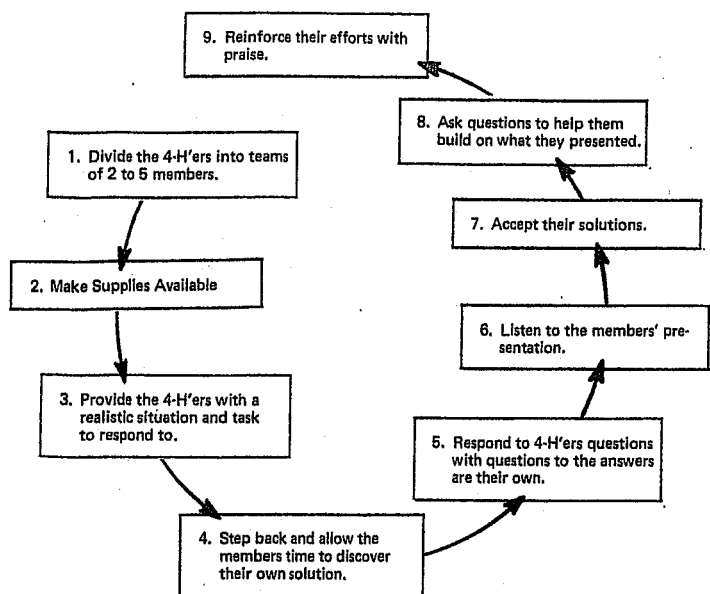 1. Divide the 4-H'ers into teams
of 2 to 5 members.
2. Make Supplies Available
3. Provide the 4-H'ers with a
realistic situation and task
to respond to.
4. Step back and allow the
members time to discover
their own solution.
5. Respond to 4-H'ers questions
with questions to the answers
are their own.
6. Listen to the members' pre-
sentation.
7. Accept their solutions.
8. Ask questions to help them
build on what they presented.
9. Reinforce their efforts with
praise.